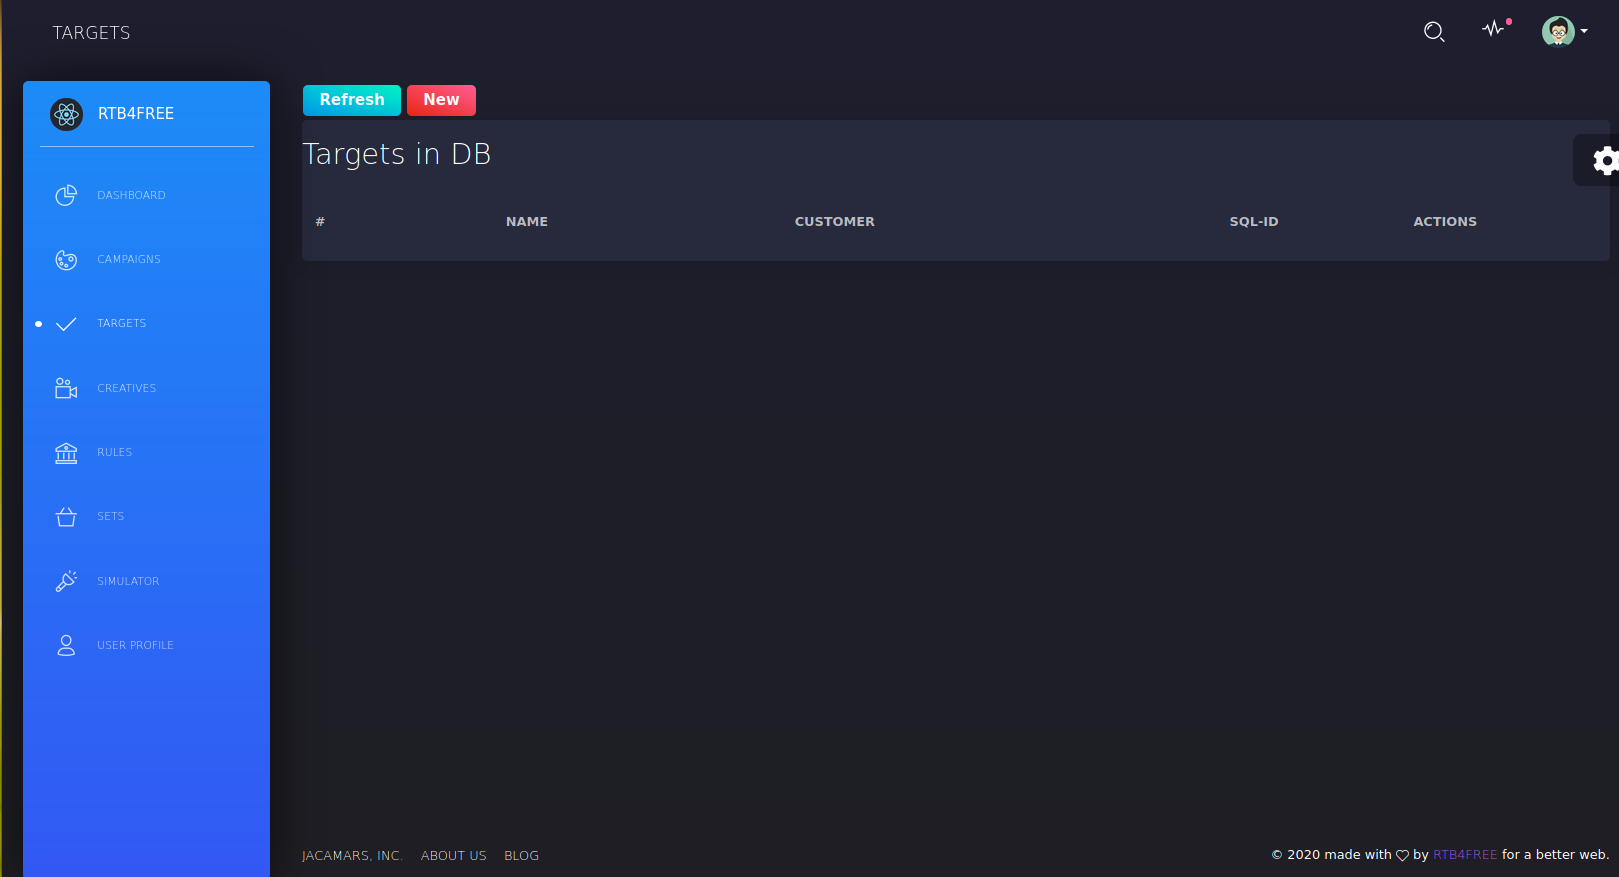 TARGETS
RTB4FREE
DASHBOARD
CAMPAIGNS
TARGETS
CREATIVES
RULES
SETS
SIMULATOR
USER PROFILE
Refresh New
Targets in DB
# NAME CUSTOMER SQL-ID ACTIONS
JACAMARS, INC. ABOUT US BLOG
© 2020 made with by RTB4FREE for a better web.